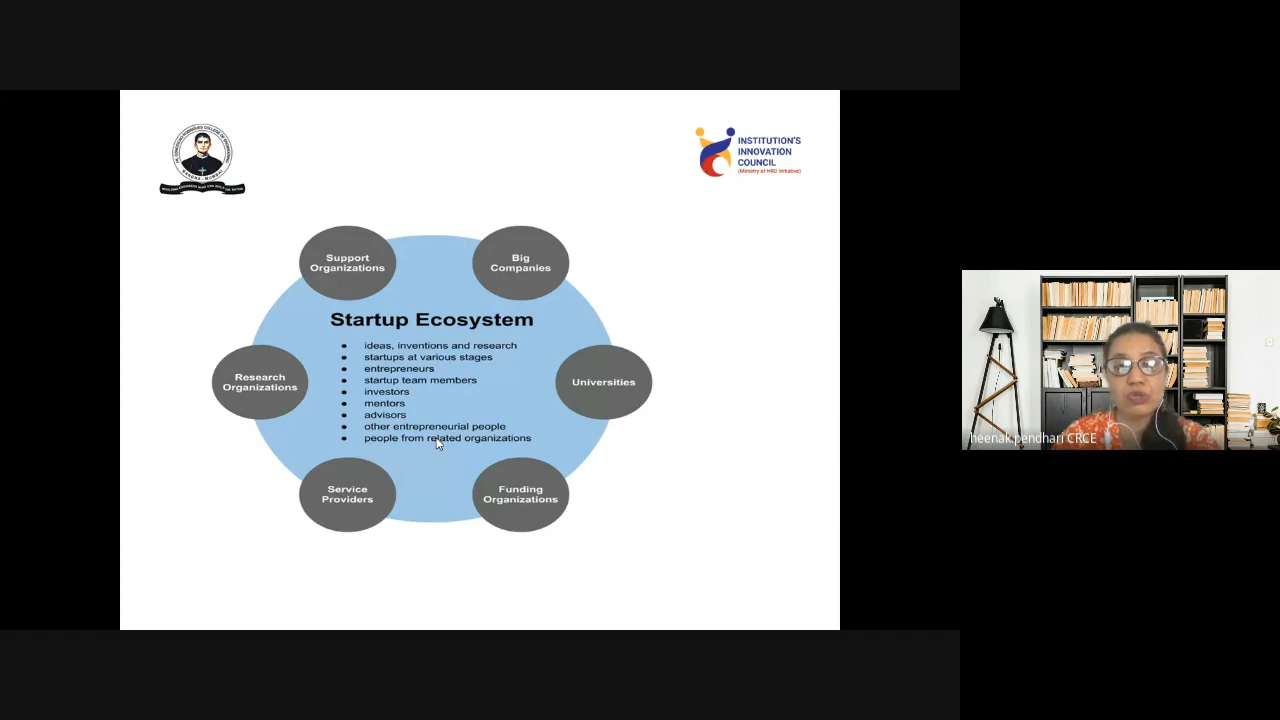 INSTITUTION'S
INNOVATION
COUNCIL
(Ministry of HRD Initiative)
Support
Organizations
Big
Companies
Startup Ecosystem
● ideas, inventions and research
● startups at various stages
● entrepreneurs
● startup team members
● investors
● mentors
● advisors
● other entrepreneurial people
● people from related organizations
Research
Organizations
Universities
Service
Providers
Funding
Organizations
heenak.pendhari CRCE